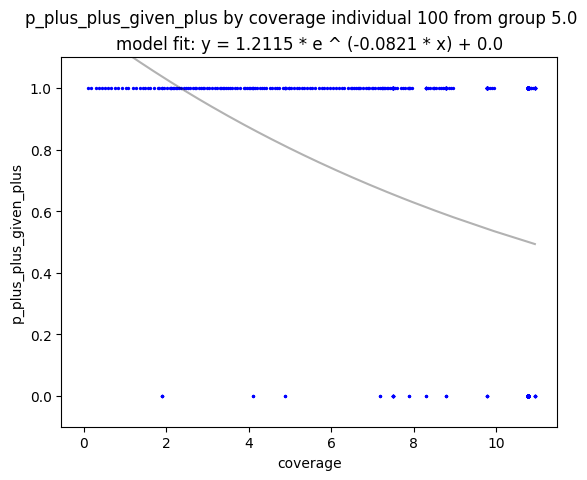 p_plus_plus_given_plus by coverage individual 100 from group 5.0
model fit: y = 1.2115 * e ^ (-0.0821 * x) + 0.0
1.0
0.8
0.6
0.4
0.2
0.0
p_plus_plus_given_plus
0 2 4 6 8 10
coverage